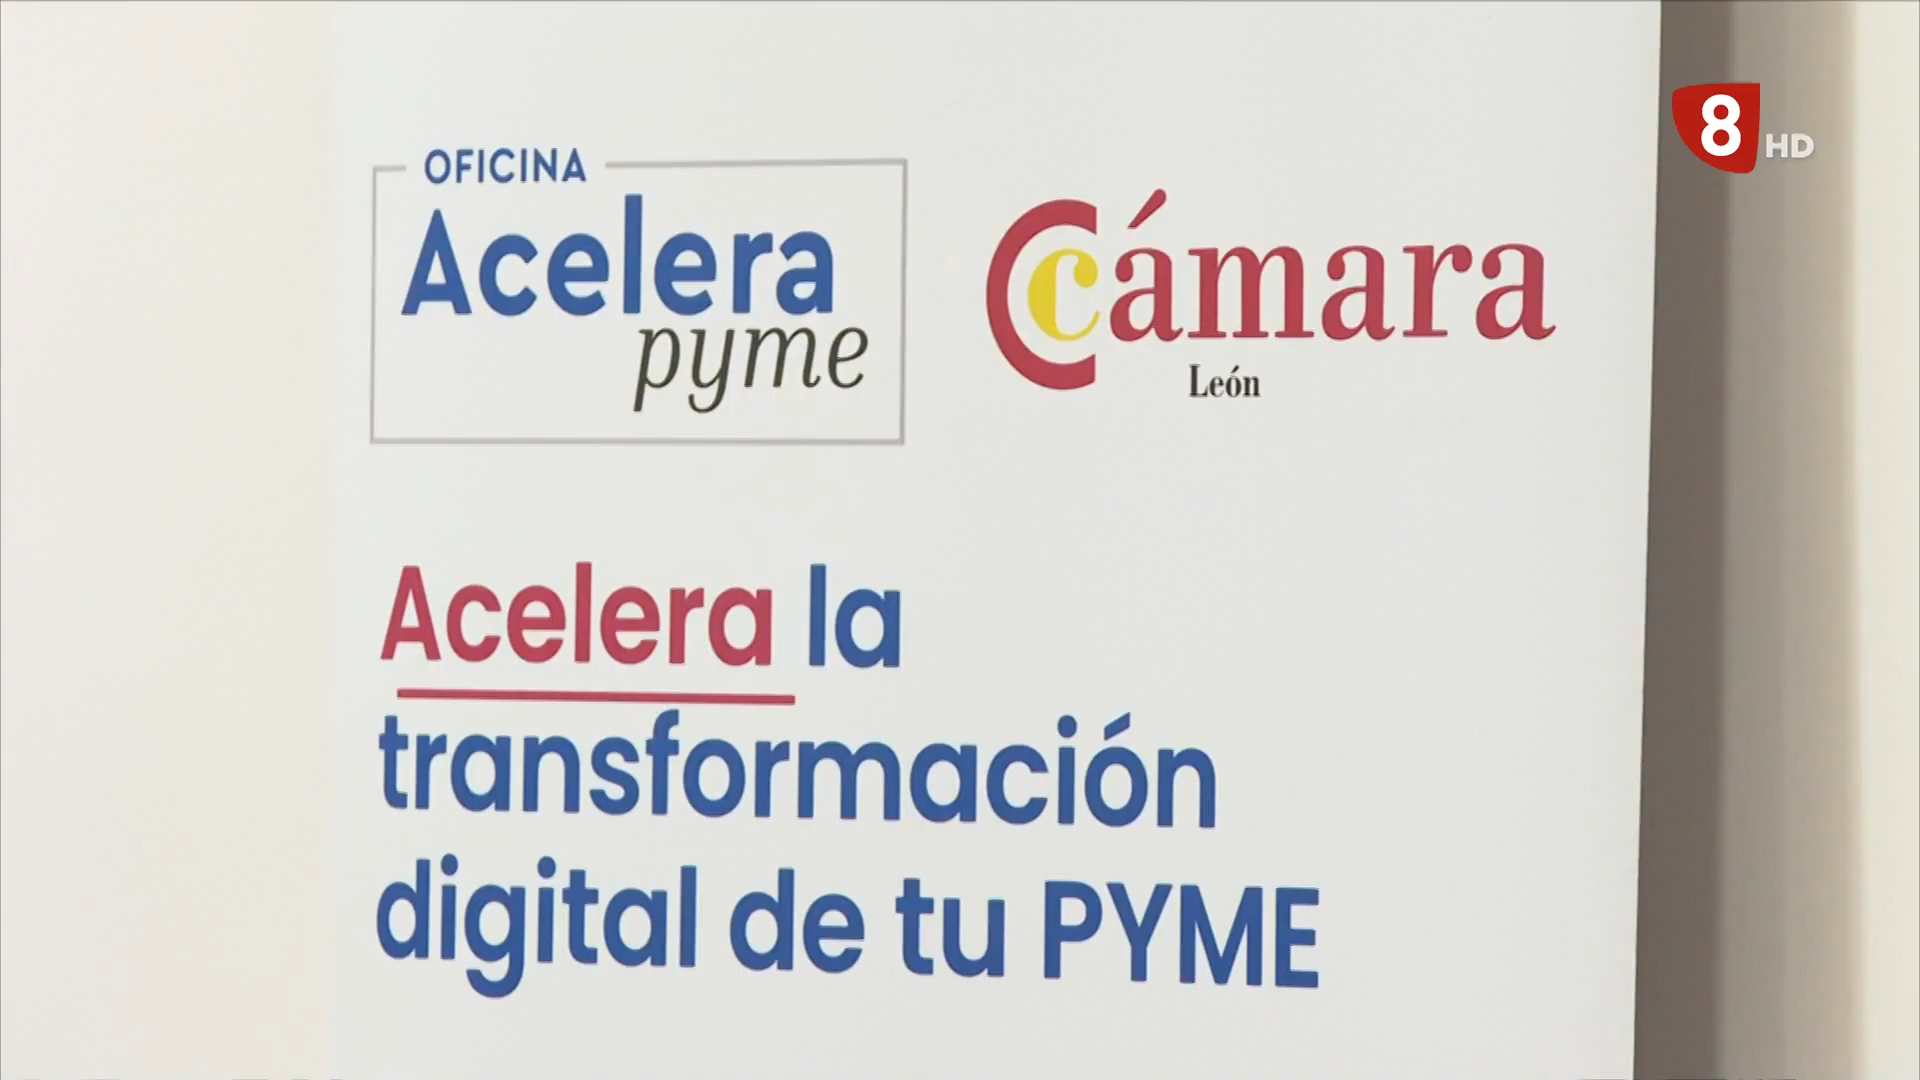 OFICINA
Acelera
pyme
Cámara
León
Acelera la
transformación
digital de tu PYME
8 HD